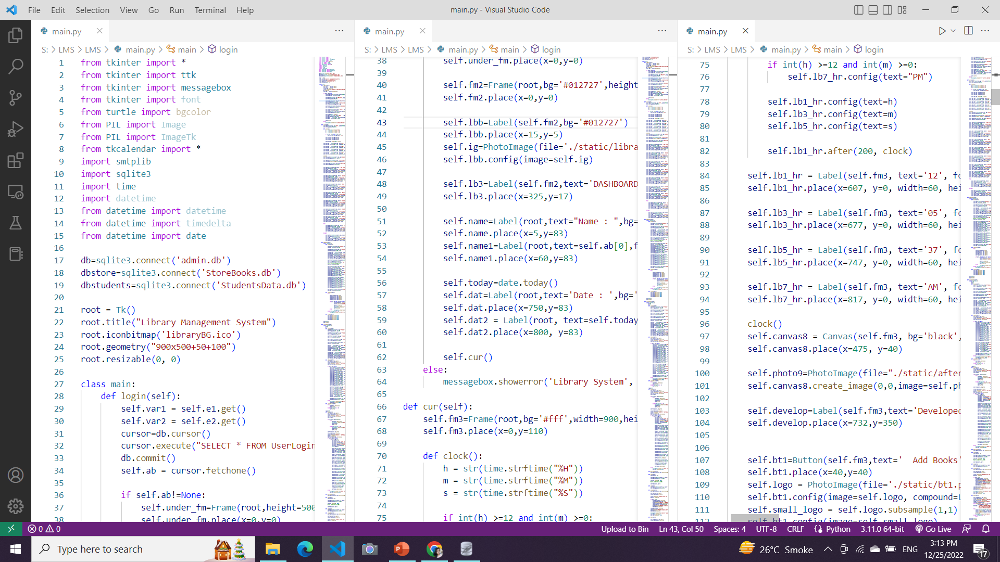 File Edit Selection View Go Run Terminal Help
main.py - Visual Studio Code
main.py
S: > LMS > LMS > main.py > main > login
1 from tkinter import *
2 from tkinter import ttk
3 from tkinter import messagebox
4 from tkinter import font
5 from turtle import bgcolor
6 from PIL import Image
7 from PIL import ImageTk
8 from tkcalendar import *
9 import smtplib
10 import sqlite3
11 import time
12 import datetime
13 from datetime import datetime
14 from datetime import timedelta
15 from datetime import date
16
17 db=sqlite3.connect('admin.db')
18 dbstore=sqlite3.connect('StoreBooks.db')
19 dbstudents=sqlite3.connect('StudentsData.db')
20
21 root = Tk()
22 root.title("Library Management System")
23 root.iconbitmap('libraryBG.ico')
24 root.geometry("900x500+50+100")
25 root.resizable(0, 0)
26
27 class main:
28 def login(self):
29 self.var1 = self.e1.get()
30 self.var2 = self.e2.get()
31 cursor=db.cursor()
32 cursor.execute("SELECT * FROM UserLogin
33 db.commit()
34 self.ab = cursor.fetchone()
35
36 if self.ab!=None:
37 self.under_fm=Frame(root,height=500
38 self.under_fm.place(x=0,y=0)
main.py
S: > LMS > LMS > main.py > main > login
38 self.under_fm.place(x=0,y=0)
39
40 self.fm2=Frame(root,bg='#012727',height
41 self.fm2.place(x=0,y=0)
42
43 self.lbb=Label(self.fm2,bg='#012727')
44 self.lbb.place(x=15,y=5)
45 self.ig=PhotoImage(file='./static/libra
46 self.lbb.config(image=self.ig)
47
48 self.lb3=Label(self.fm2,text='DASHBOARD
49 self.lb3.place(x=325,y=17)
50
51 self.name=Label(root,text="Name : ",bg=
52 self.name.place(x=5,y=83)
53 self.name1=Label(root,text=self.ab[0],f
54 self.name1.place(x=60,y=83)
55
56 self.today=date.today()
57 self.dat=Label(root,text='Date : ',bg='
58 self.dat.place(x=750,y=83)
59 self.dat2 = Label(root, text=self.today
60 self.dat2.place(x=800, y=83)
61
62 self.cur()
63 else:
64 messagebox.showerror('Library System',
65
66 def cur(self):
67 self.fm3=Frame(root,bg='#fff',width=900,hei
68 self.fm3.place(x=0,y=110)
69
70 def clock():
71 h = str(time.strftime("%H"))
72 m = str(time.strftime("%M"))
73 s = str(time.strftime("%S"))
74
75 if int(h) >=12 and int(m) >=0:
main.py
S: > LMS > LMS > main.py > main > login
75 if int(h) >=12 and int(m) >=0:
76 self.lb7_hr.config(text="PM")
77
78 self.lb1_hr.config(text=h)
79 self.lb3_hr.config(text=m)
80 self.lb5_hr.config(text=s)
81
82 self.lb1_hr.after(200, clock)
83
84 self.lb1_hr = Label(self.fm3, text='12', fo
85 self.lb1_hr.place(x=607, y=0, width=60, hei
86
87 self.lb3_hr = Label(self.fm3, text='05', fo
88 self.lb3_hr.place(x=677, y=0, width=60, hei
89
90 self.lb5_hr = Label(self.fm3, text='37', fo
91 self.lb5_hr.place(x=747, y=0, width=60, hei
92
93 self.lb7_hr = Label(self.fm3, text='AM', fo
94 self.lb7_hr.place(x=817, y=0, width=60, hei
95
96 clock()
97 self.canvas8 = Canvas(self.fm3, bg='black',
98 self.canvas8.place(x=475, y=40)
99
100 self.photo9=PhotoImage(file="./static/after
101 self.canvas8.create_image(0,0,image=self.ph
102
103 self.develop=Label(self.fm3,text='Developed
104 self.develop.place(x=732,y=350)
105
106
107 self.bt1=Button(self.fm3,text='  Add Books'
108 self.bt1.place(x=40,y=40)
109 self.logo = PhotoImage(file='./static/bt1.p
110 self.bt1.config(image=self.logo, compound=L
111 self.small_logo = self.logo.subsample(1,1)
112 self.bt1.config(image=self.small_logo)
0 0
Upload to Bin Ln 43, Col 50 Spaces: 4 UTF-8 CRLF Python 3.11.0 64-bit Go Live
Type here to search
26°C Smoke
ENG
3:13 PM
12/25/2022
17